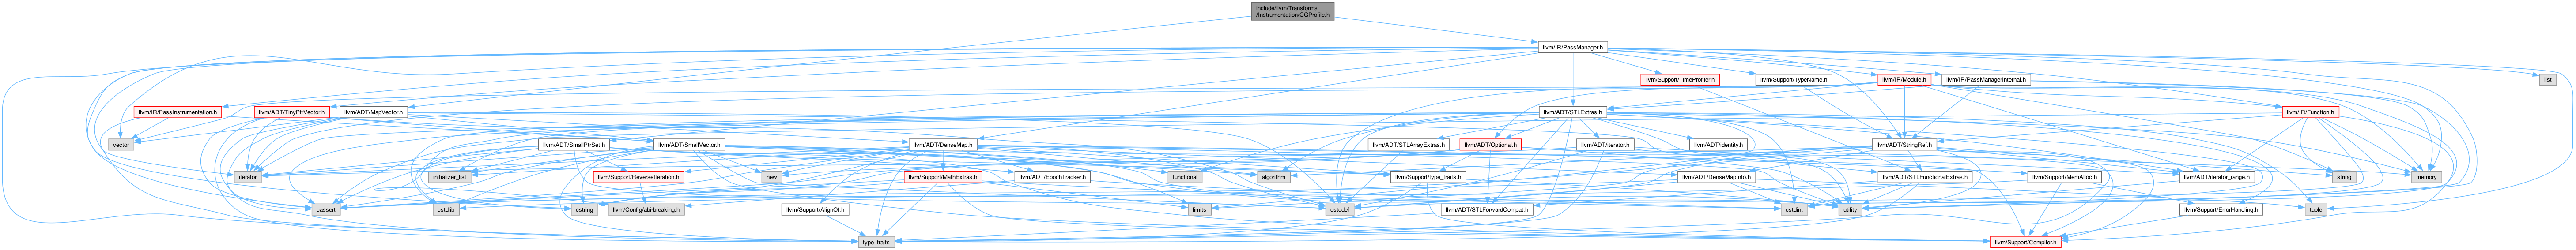 include/llvm/Transforms
/Instrumentation/CGProfile.h
llvm/IR/PassManager.h
llvm/Support/TimeProfiler.h
llvm/Support/TypeName.h
llvm/IR/Module.h
llvm/IR/PassManagerInternal.h
list
llvm/IR/PassInstrumentation.h
llvm/ADT/TinyPtrVector.h
llvm/ADT/MapVector.h
llvm/ADT/STLExtras.h
llvm/IR/Function.h
vector
llvm/ADT/SmallPtrSet.h
llvm/ADT/SmallVector.h
llvm/ADT/DenseMap.h
llvm/ADT/STLArrayExtras.h
llvm/ADT/Optional.h
llvm/ADT/iterator.h
llvm/ADT/identity.h
llvm/ADT/StringRef.h
iterator
initializer_list
llvm/Support/ReverseIteration.h
new
llvm/Support/MathExtras.h
llvm/ADT/EpochTracker.h
functional
algorithm
llvm/Support/type_traits.h
llvm/ADT/DenseMapInfo.h
llvm/ADT/STLFunctionalExtras.h
llvm/Support/MemAlloc.h
llvm/ADT/iterator_range.h
string
memory
cassert
cstdlib
cstring
llvm/Config/abi-breaking.h
llvm/Support/AlignOf.h
limits
cstddef
llvm/ADT/STLForwardCompat.h
cstdint
utility
llvm/Support/ErrorHandling.h
tuple
type_traits
llvm/Support/Compiler.h